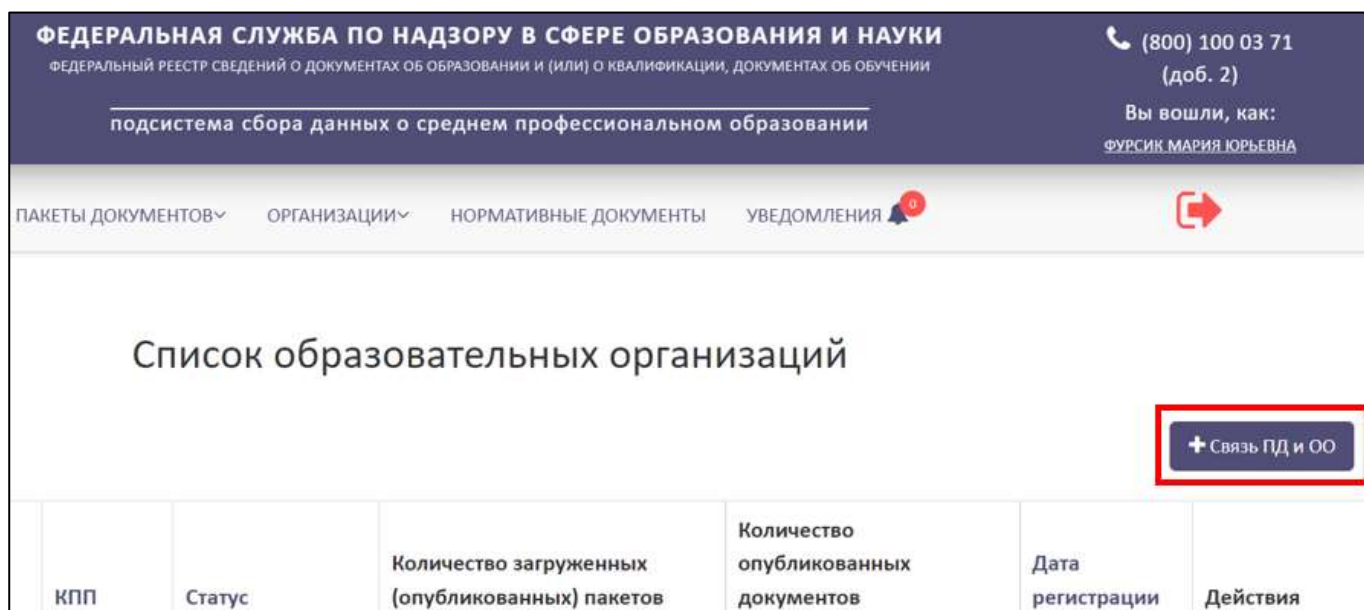 ФЕДЕРАЛЬНАЯ СЛУЖБА ПО НАДЗОРУ В СФЕРЕ ОБРАЗОВАНИЯ И НАУКИ
ФЕДЕРАЛЬНЫЙ РЕЕСТР СВЕДЕНИЙ О ДОКУМЕНТАХ ОБ ОБРАЗОВАНИИ И (ИЛИ) О КВАЛИФИКАЦИИ, ДОКУМЕНТАХ ОБ ОБУЧЕНИИ
подсистема сбора данных о среднем профессиональном образовании
(800) 100 03 71
(доб. 2)
Вы вошли, как:
ФУРСИК МАРИЯ ЮРЬЕВНА
ПАКЕТЫ ДОКУМЕНТОВ ОРГАНИЗАЦИИ НОРМАТИВНЫЕ ДОКУМЕНТЫ УВЕДОМЛЕНИЯ 0
Список образовательных организаций
+ Связь ПД и ОО
КПП
Статус
Количество загруженных
(опубликованных) пакетов
Количество
опубликованных
документов
Дата
регистрации
Действия